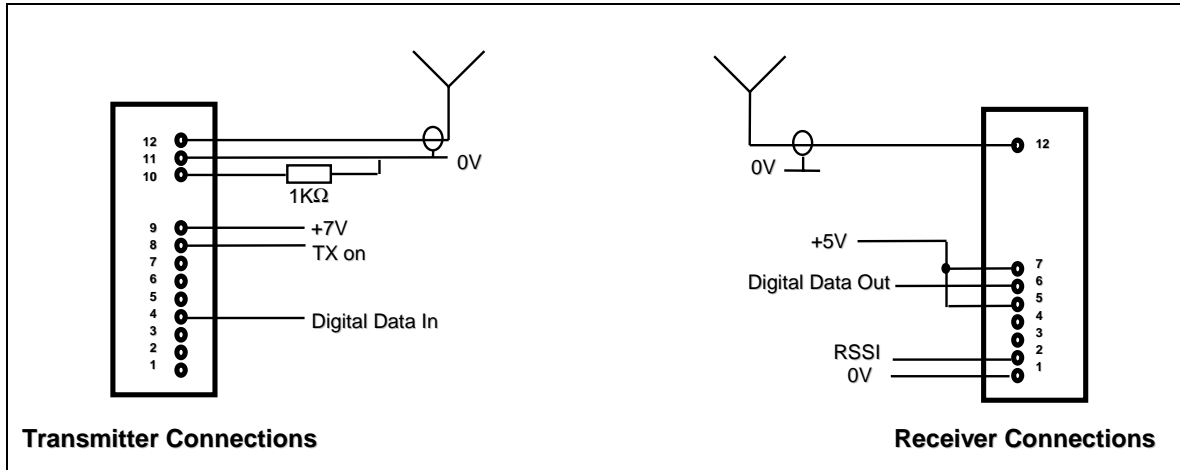 12
11
10
0V
1KΩ
9
+7V
8
TX on
7
6
5
4
Digital Data In
3
2
1
Transmitter Connections
12
0V
+5V
7
Digital Data Out
6
5
4
3
RSSI
2
0V
1
Receiver Connections